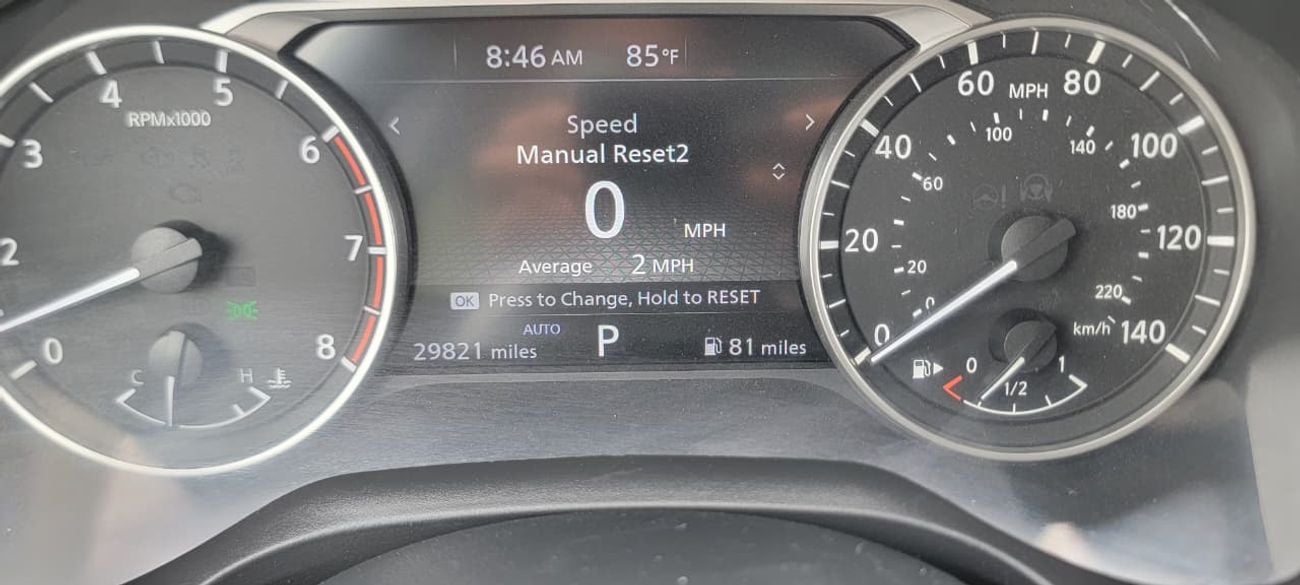 8:46 AM 85°F
Speed
Manual Reset2
0 MPH
Average 2 MPH
OK Press to Change, Hold to RESET
AUTO
29821 miles P 81 miles
0 2 3 4 5 6 7 8
RPMx1000
C H
0 20 40 60 80 100 120 140
MPH
0 20 60 100 140 180 220
km/h
0 1/2 1